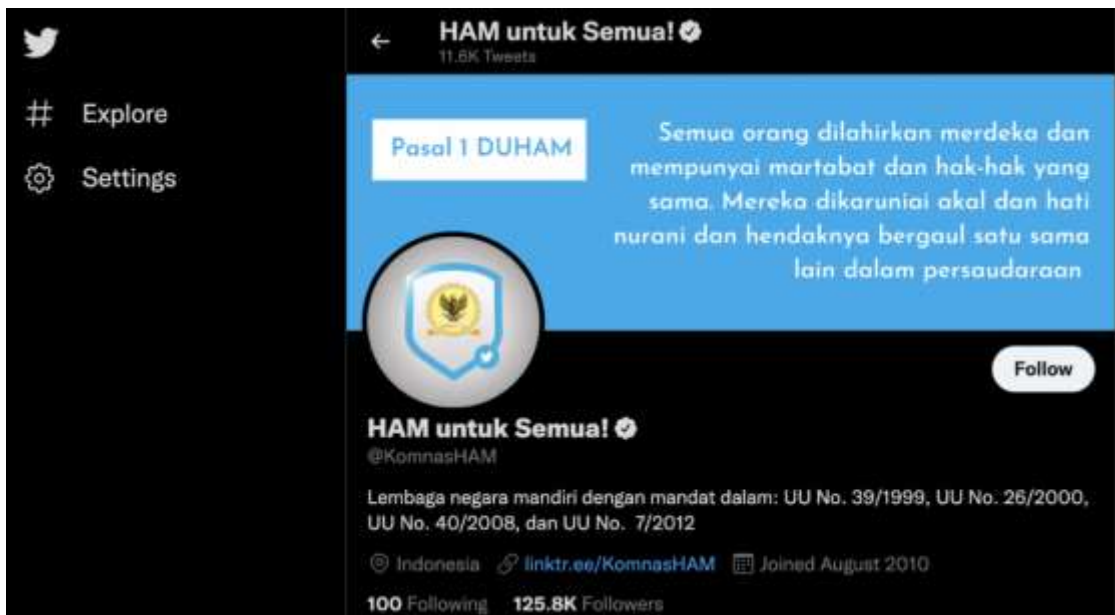 HAM untuk Semua!
11.6K Tweets
# Explore
Settings
Pasal 1 DUHAM
Semua orang dilahirkan merdeka dan
mempunyai martabat dan hak-hak yang
sama. Mereka dikaruniai akal dan hati
nurani dan hendaknya bergaul satu sama
lain dalam persaudaraan
Follow
HAM untuk Semua!
@KomnasHAM
Lembaga negara mandiri dengan mandat dalam: UU No. 39/1999, UU No. 26/2000,
UU No. 40/2008, dan UU No. 7/2012
Indonesia linktr.ee/KomnasHAM Joined August 2010
100 Following 125.8K Followers